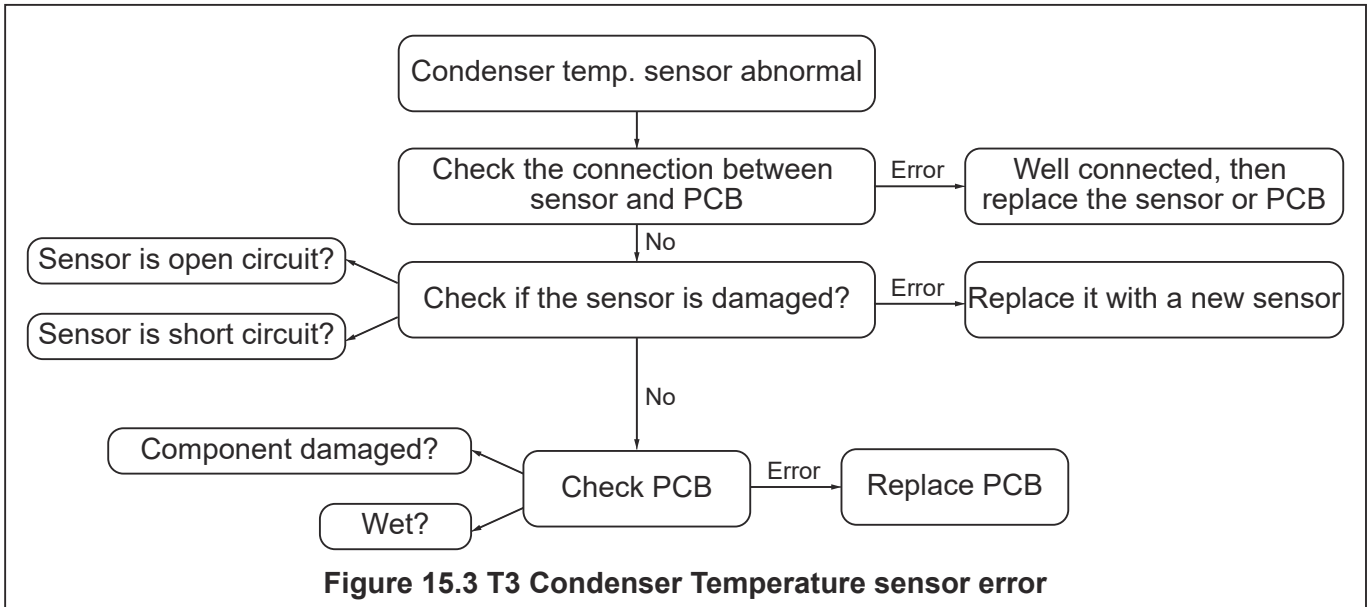 Condenser temp. sensor abnormal
Check the connection between
sensor and PCB
Error
Well connected, then
replace the sensor or PCB
No
Sensor is open circuit?
Sensor is short circuit?
Check if the sensor is damaged?
Error
Replace it with a new sensor
No
Component damaged?
Wet?
Check PCB
Error
Replace PCB
Figure 15.3 T3 Condenser Temperature sensor error